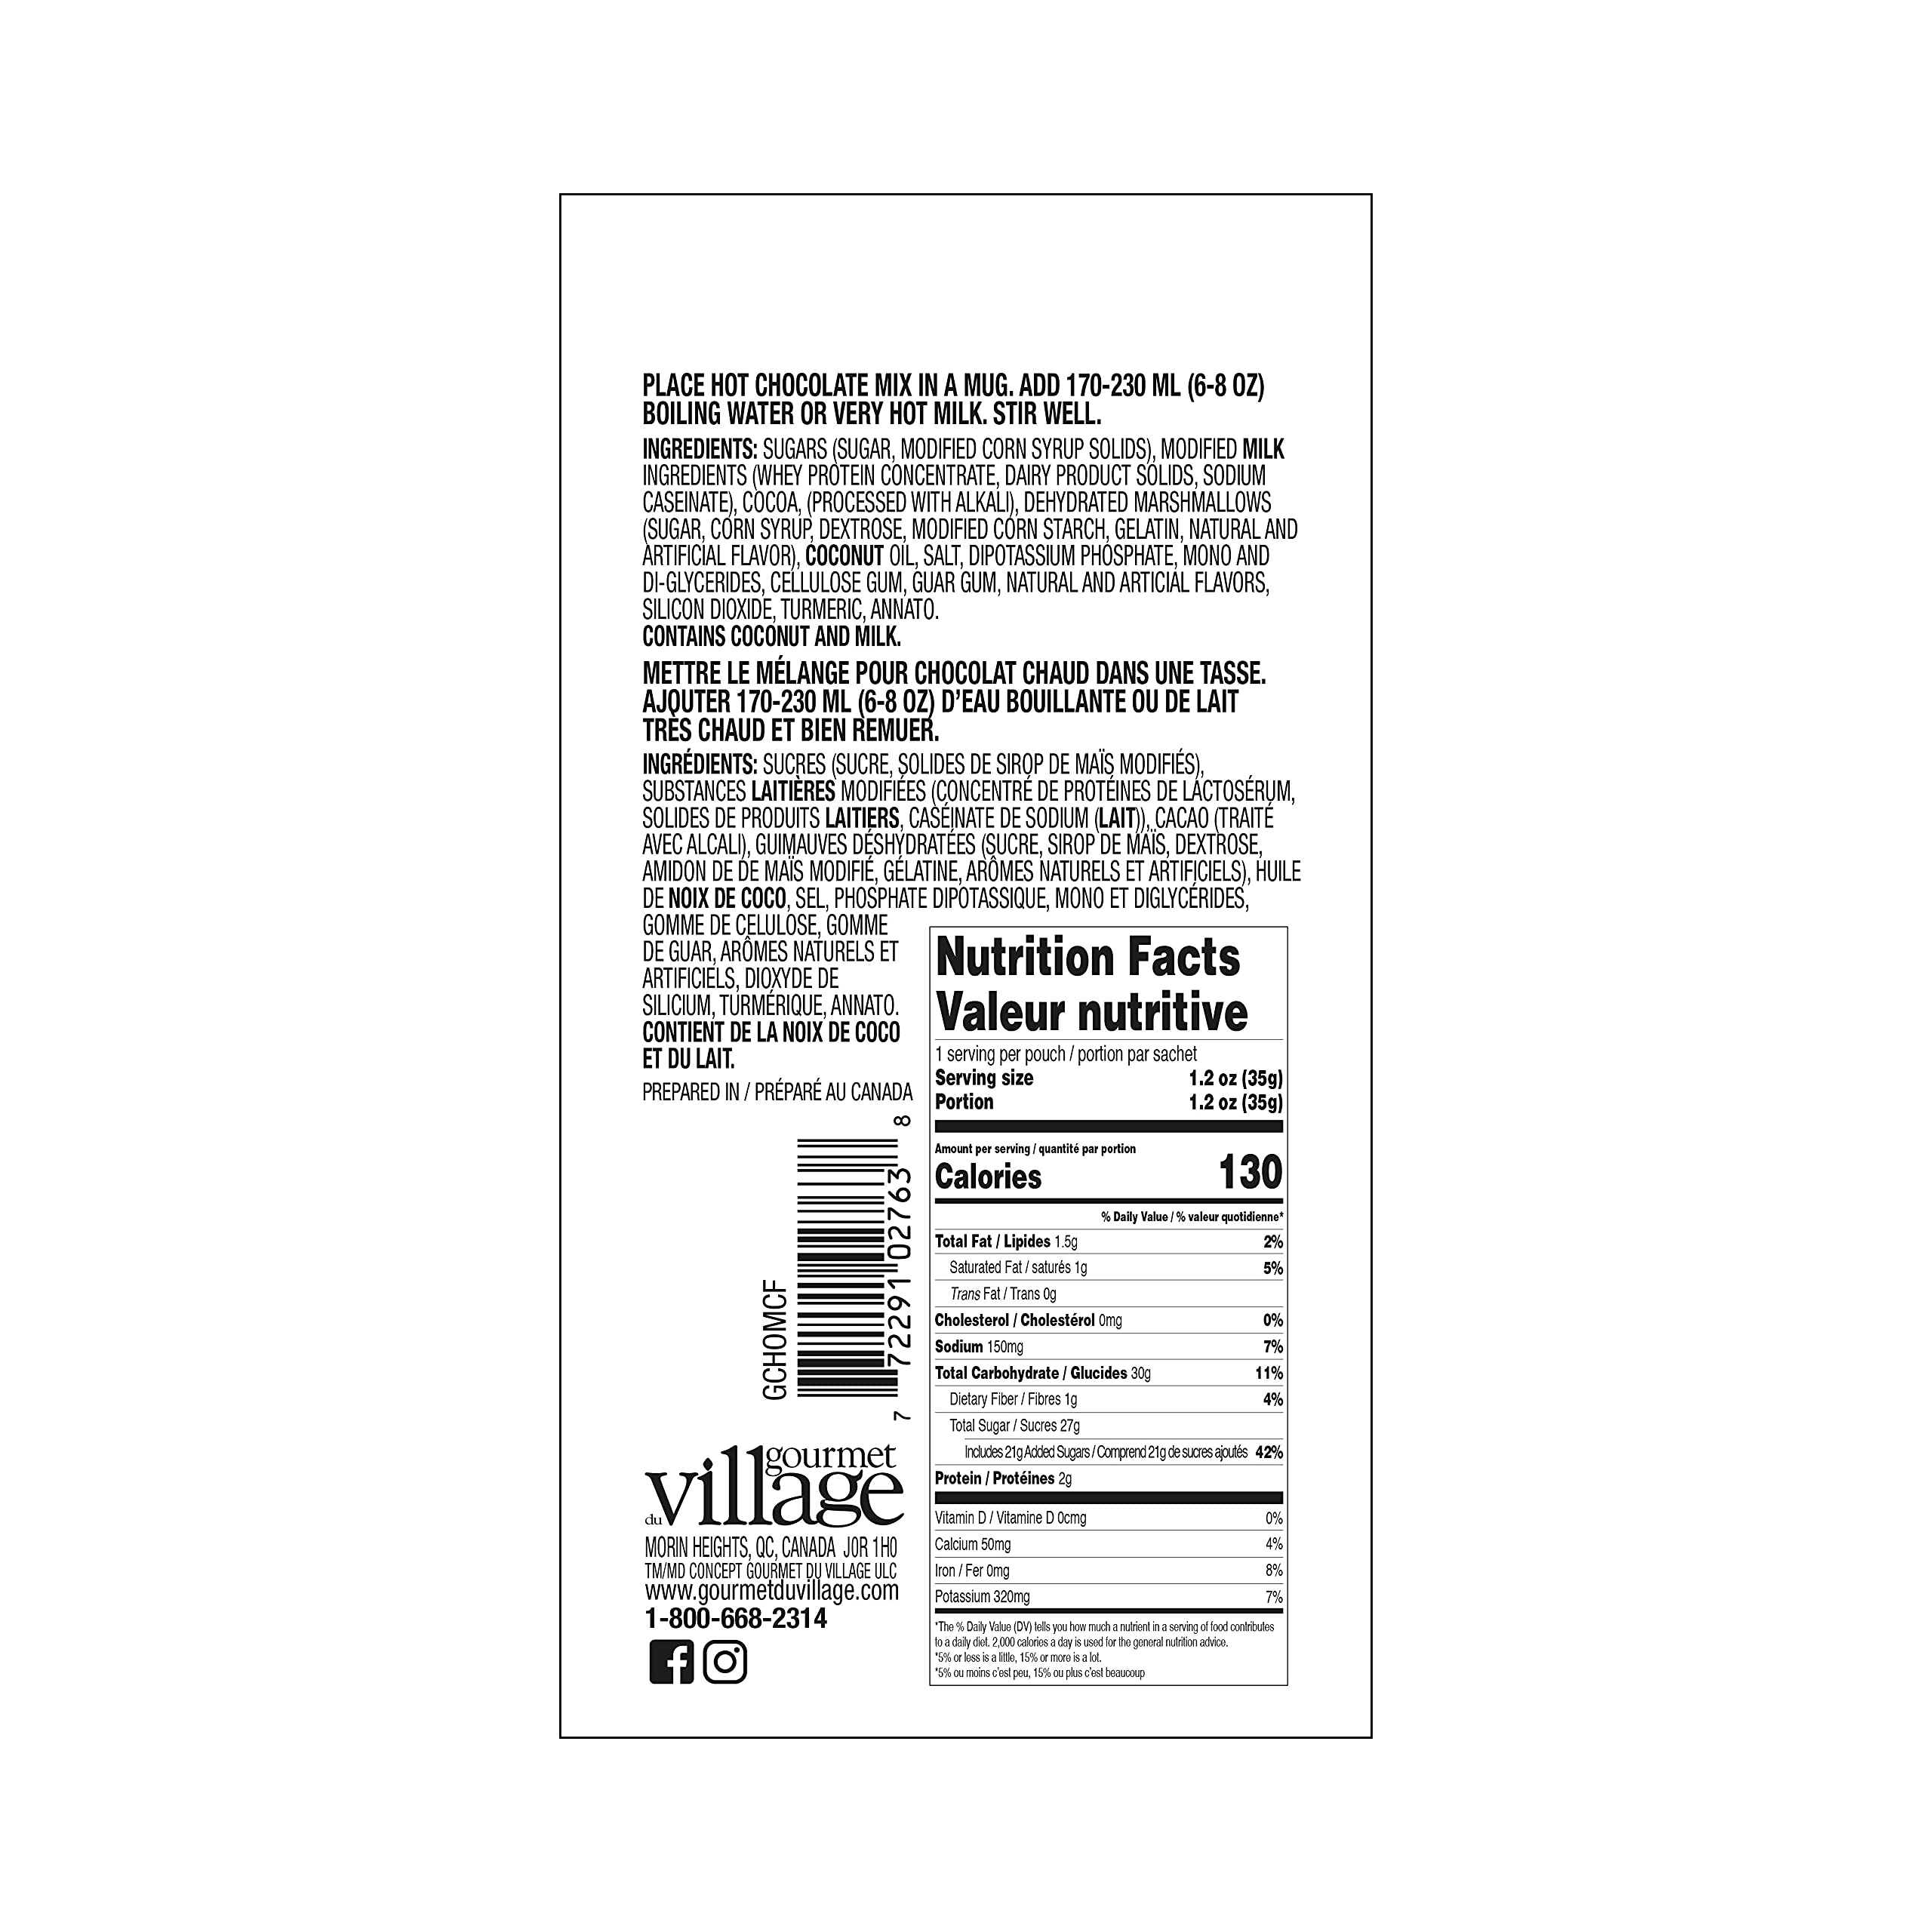 PLACE HOT CHOCOLATE MIX IN A MUG. ADD 170-230 ML (6-8 OZ)
BOILING WATER OR VERY HOT MILK. STIR WELL.
INGREDIENTS: SUGARS (SUGAR, MODIFIED CORN SYRUP SOLIDS), MODIFIED MILK
INGREDIENTS (WHEY PROTEIN CONCENTRATE, DAIRY PRODUCT SOLIDS, SODIUM
CASEINATE), COCOA, (PROCESSED WITH ALKALI), DEHYDRATED MARSHMALLOWS
(SUGAR, CORN SYRUP, DEXTROSE, MODIFIED CORN STARCH, GELATIN, NATURAL AND
ARTIFICIAL FLAVOR), COCONUT OIL, SALT, DIPOTASSIUM PHOSPHATE, MONO AND
DI-GLYCERIDES, CELLULOSE GUM, GUAR GUM, NATURAL AND ARTICIAL FLAVORS,
SILICON DIOXIDE, TURMERIC, ANNATO.
CONTAINS COCONUT AND MILK.
METTRE LE MÉLANGE POUR CHOCOLAT CHAUD DANS UNE TASSE.
AJOUTER 170-230 ML (6-8 OZ) D'EAU BOUILLANTE OU DE LAIT
TRÈS CHAUD ET BIEN REMUER.
INGRÉDIENTS: SUCRES (SUCRE, SOLIDES DE SIROP DE MAÏS MODIFIÉS),
SUBSTANCES LAITIÈRES MODIFIÉES (CONCENTRÉ DE PROTÉINES DE LACTOSÉRUM,
SOLIDES DE PRODUITS LAITIERS, CASÉINATE DE SODIUM (LAIT)), CACAO (TRAITÉ
AVEC ALCALI), GUIMAUVES DÉSHYDRATÉES (SUCRE, SIROP DE MAÏS, DEXTROSE,
AMIDON DE DE MAÏS MODIFIÉ, GÉLATINE, ARÔMES NATURELS ET ARTIFICIELS), HUILE
DE NOIX DE COCO, SEL, PHOSPHATE DIPOTASSIQUE, MONO ET DIGLYCÉRIDES,
GOMME DE CELULOSE, GOMME
DE GUAR, ARÔMES NATURELS ET
ARTIFICIELS, DIOXYDE DE
SILICIUM, TURMÉRIQUE, ANNATO.
CONTIENT DE LA NOIX DE COCO
ET DU LAIT.
PREPARED IN / PRÉPARÉ AU CANADA
GCHOMCF
7 72291 02763 8
gourmet
du village
MORIN HEIGHTS, QC, CANADA J0R 1H0
TM/MD CONCEPT GOURMET DU VILLAGE ULC
www.gourmetduvillage.com
1-800-668-2314
Nutrition Facts
Valeur nutritive
1 serving per pouch / portion par sachet
Serving size 1.2 oz (35g)
Portion 1.2 oz (35g)
Amount per serving / quantité par portion
Calories 130
% Daily Value / % valeur quotidienne*
Total Fat / Lipides 1.5g 2%
Saturated Fat / saturés 1g 5%
Trans Fat / Trans 0g
Cholesterol / Cholestérol 0mg 0%
Sodium 150mg 7%
Total Carbohydrate / Glucides 30g 11%
Dietary Fiber / Fibres 1g 4%
Total Sugar / Sucres 27g
Includes 21g Added Sugars / Comprend 21g de sucres ajoutés 42%
Protein / Protéines 2g
Vitamin D / Vitamine D 0cmg 0%
Calcium 50mg 4%
Iron / Fer 0mg 8%
Potassium 320mg 7%
*The % Daily Value (DV) tells you how much a nutrient in a serving of food contributes
to a daily diet. 2,000 calories a day is used for the general nutrition advice.
*5% or less is a little, 15% or more is a lot.
*5% ou moins c'est peu, 15% ou plus c'est beaucoup